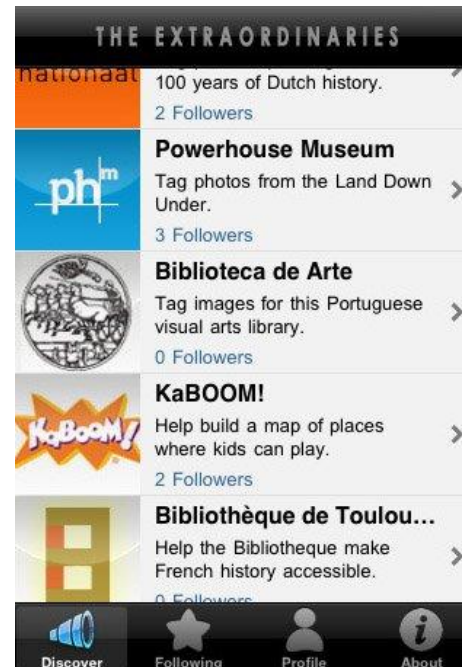 THE EXTRAORDINARIES
nationaal
100 years of Dutch history.
2 Followers
ph
m
Powerhouse Museum
Tag photos from the Land Down
Under.
3 Followers
Biblioteca de Arte
Tag images for this Portuguese
visual arts library.
0 Followers
KaBOOM!
KaBOOM!
Help build a map of places
where kids can play.
2 Followers
Bibliothèque de Toulou...
Help the Bibliotheque make
French history accessible.
0 Followers
Discover
Following
Profile
About